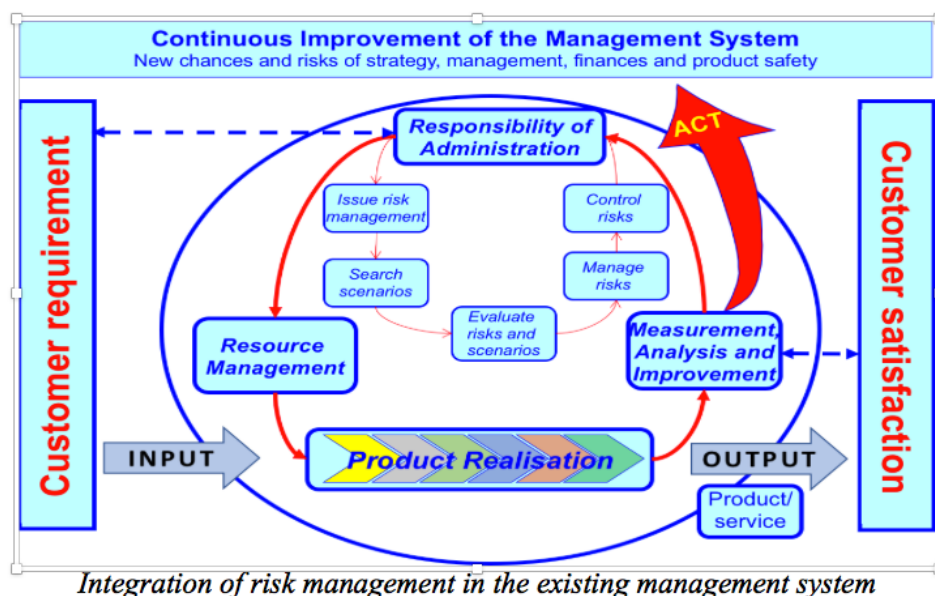 Continuous Improvement of the Management System
New chances and risks of strategy, management, finances and product safety
Customer requirement
Responsibility of
Administration
ACT
Customer satisfaction
Issue risk
management
Control
risks
Search
scenarios
Manage
risks
Evaluate
risks and
scenarios
Resource
Management
Measurement,
Analysis and
Improvement
INPUT
Product Realisation
OUTPUT
Product/
service
Integration of risk management in the existing management system